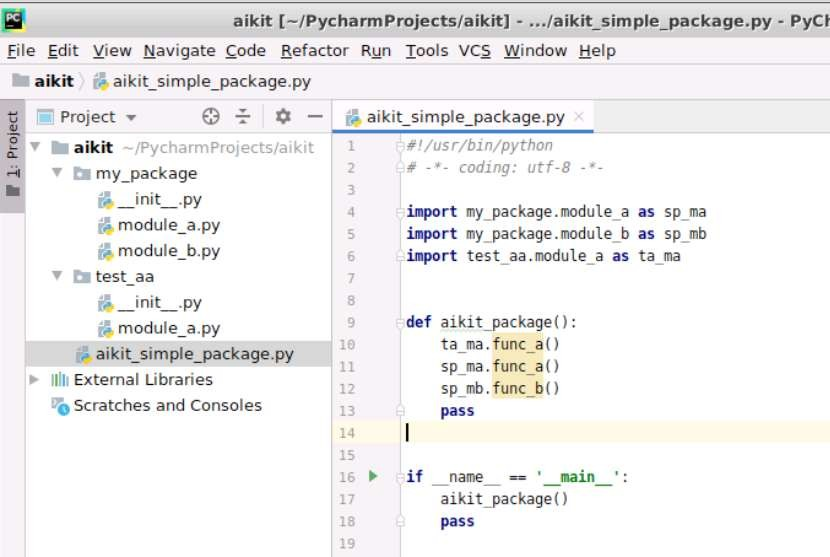 PC
aikit [~/PycharmProjects/aikit] - .../aikit_simple_package.py - PyCh
File Edit View Navigate Code Refactor Run Tools VCS Window Help
aikit aikit_simple_package.py
1: Project
Project
aikit ~/PycharmProjects/aikit
my_package
__init__.py
module_a.py
module_b.py
test_aa
__init__.py
module_a.py
aikit_simple_package.py
External Libraries
Scratches and Consoles
aikit_simple_package.py
1 #!/usr/bin/python
2 # -*- coding: utf-8 -*-
3
4 import my_package.module_a as sp_ma
5 import my_package.module_b as sp_mb
6 import test_aa.module_a as ta_ma
7
8
9 def aikit_package():
10 ta_ma.func_a()
11 sp_ma.func_a()
12 sp_mb.func_b()
13 pass
14
15
16 if __name__ == '__main__':
17 aikit_package()
18 pass
19